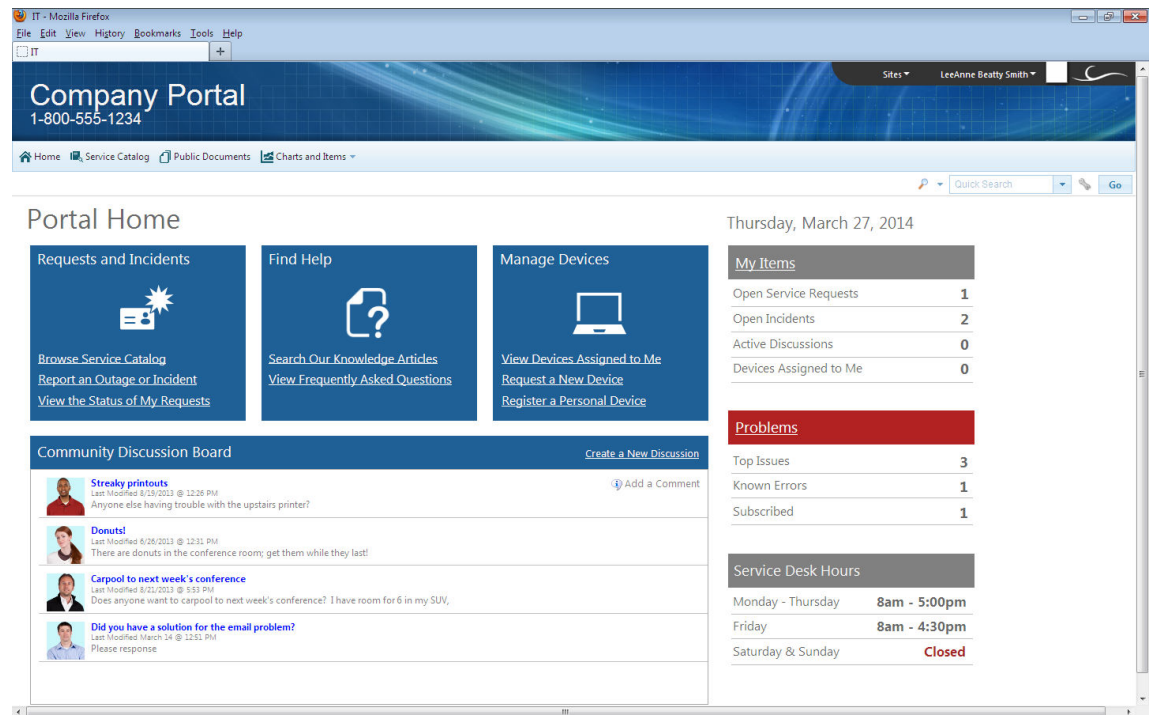 IT - Mozilla Firefox
File Edit View History Bookmarks Tools Help
IT
Sites
LeeAnne Beatty Smith
Company Portal
1-800-555-1234
Home Service Catalog Public Documents Charts and Items
Quick Search Go
Portal Home
Thursday, March 27, 2014
Requests and Incidents
Browse Service Catalog
Report an Outage or Incident
View the Status of My Requests
Find Help
Search Our Knowledge Articles
View Frequently Asked Questions
Manage Devices
View Devices Assigned to Me
Request a New Device
Register a Personal Device
My Items
Open Service Requests 1
Open Incidents 2
Active Discussions 0
Devices Assigned to Me 0
Problems
Top Issues 3
Known Errors 1
Subscribed 1
Service Desk Hours
Monday - Thursday 8am - 5:00pm
Friday 8am - 4:30pm
Saturday & Sunday Closed
Community Discussion Board Create a New Discussion
Streaky printouts
Last Modified 8/19/2013 @ 12:26 PM
Anyone else having trouble with the upstairs printer?
Add a Comment
Donuts!
Last Modified 6/26/2013 @ 12:31 PM
There are donuts in the conference room; get them while they last!
Carpool to next week's conference
Last Modified 8/21/2013 @ 5:53 PM
Does anyone want to carpool to next week's conference? I have room for 6 in my SUV,
Did you have a solution for the email problem?
Last Modified March 14 @ 12:51 PM
Please response